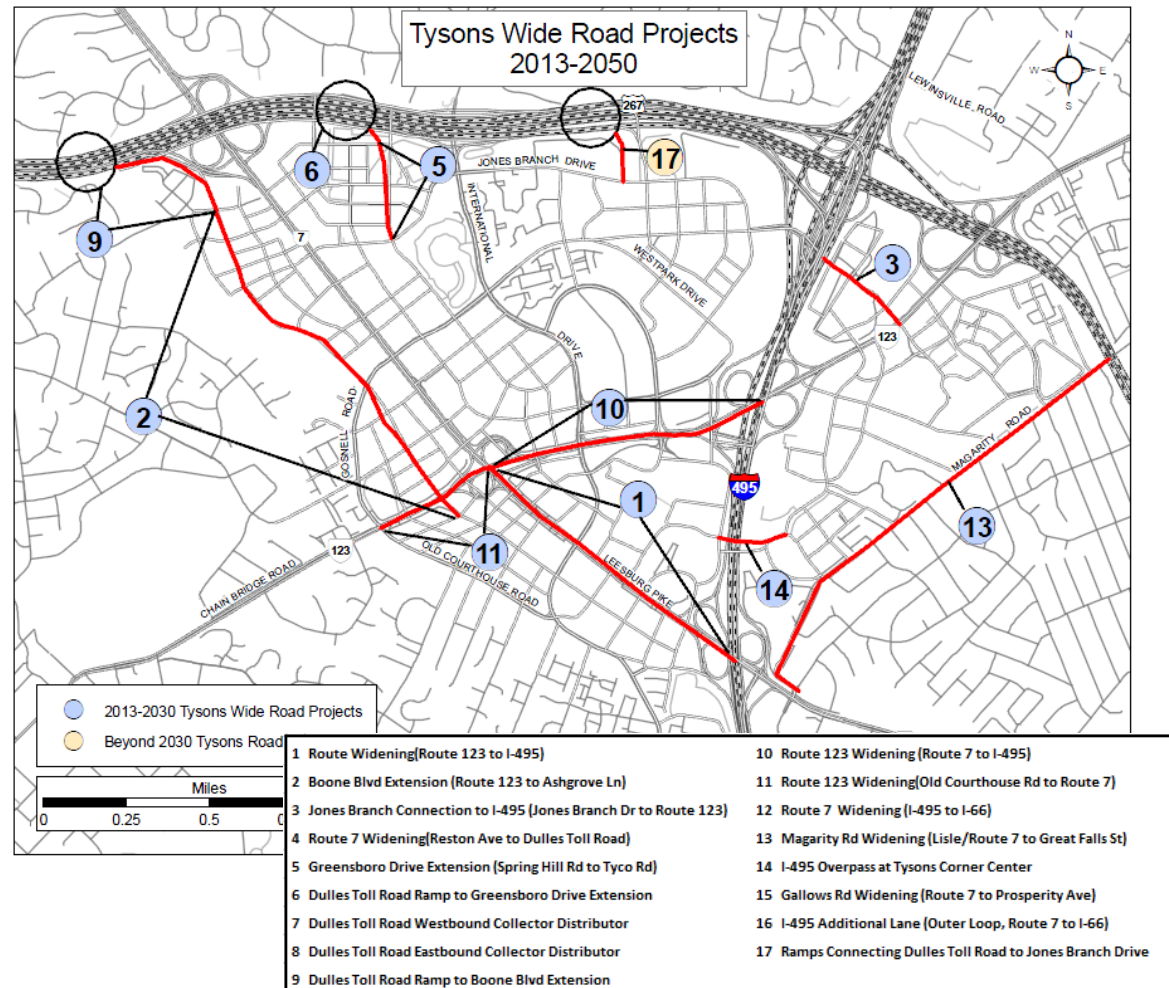 Tysons Wide Road Projects
2013-2050
N
W
E
S
267
LEWINSVILLE, ROAD
6
5
17
JONES BRANCH DRIVE
INTERNATIONAL
DRIVE
9
7
WESTPARK DRIVE
3
123
2
GOSNELL ROAD
10
MAGARITY ROAD
495
1
13
11
123
OLD COURTHOUSE ROAD
LEESBURG PIKE
14
CHAIN BRIDGE ROAD
2013-2030 Tysons Wide Road Projects
Beyond 2030 Tysons Road
Miles
0 0.25 0.5 0
1 Route Widening(Route 123 to I-495)
2 Boone Blvd Extension (Route 123 to Ashgrove Ln)
3 Jones Branch Connection to I-495 (Jones Branch Dr to Route 123)
4 Route 7 Widening(Reston Ave to Dulles Toll Road)
5 Greensboro Drive Extension (Spring Hill Rd to Tyco Rd)
6 Dulles Toll Road Ramp to Greensboro Drive Extension
7 Dulles Toll Road Westbound Collector Distributor
8 Dulles Toll Road Eastbound Collector Distributor
9 Dulles Toll Road Ramp to Boone Blvd Extension
10 Route 123 Widening (Route 7 to I-495)
11 Route 123 Widening(Old Courthouse Rd to Route 7)
12 Route 7 Widening (I-495 to I-66)
13 Magarity Rd Widening (Lisle/Route 7 to Great Falls St)
14 I-495 Overpass at Tysons Corner Center
15 Gallows Rd Widening (Route 7 to Prosperity Ave)
16 I-495 Additional Lane (Outer Loop, Route 7 to I-66)
17 Ramps Connecting Dulles Toll Road to Jones Branch Drive